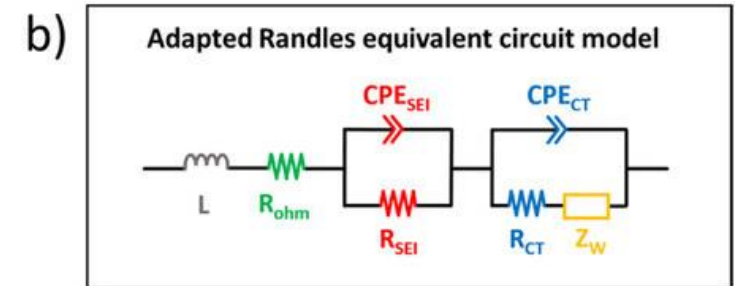 b)
Adapted Randles equivalent circuit model
CPE_SEI CPE_CT
L R_ohm R_SEI R_CT Z_W